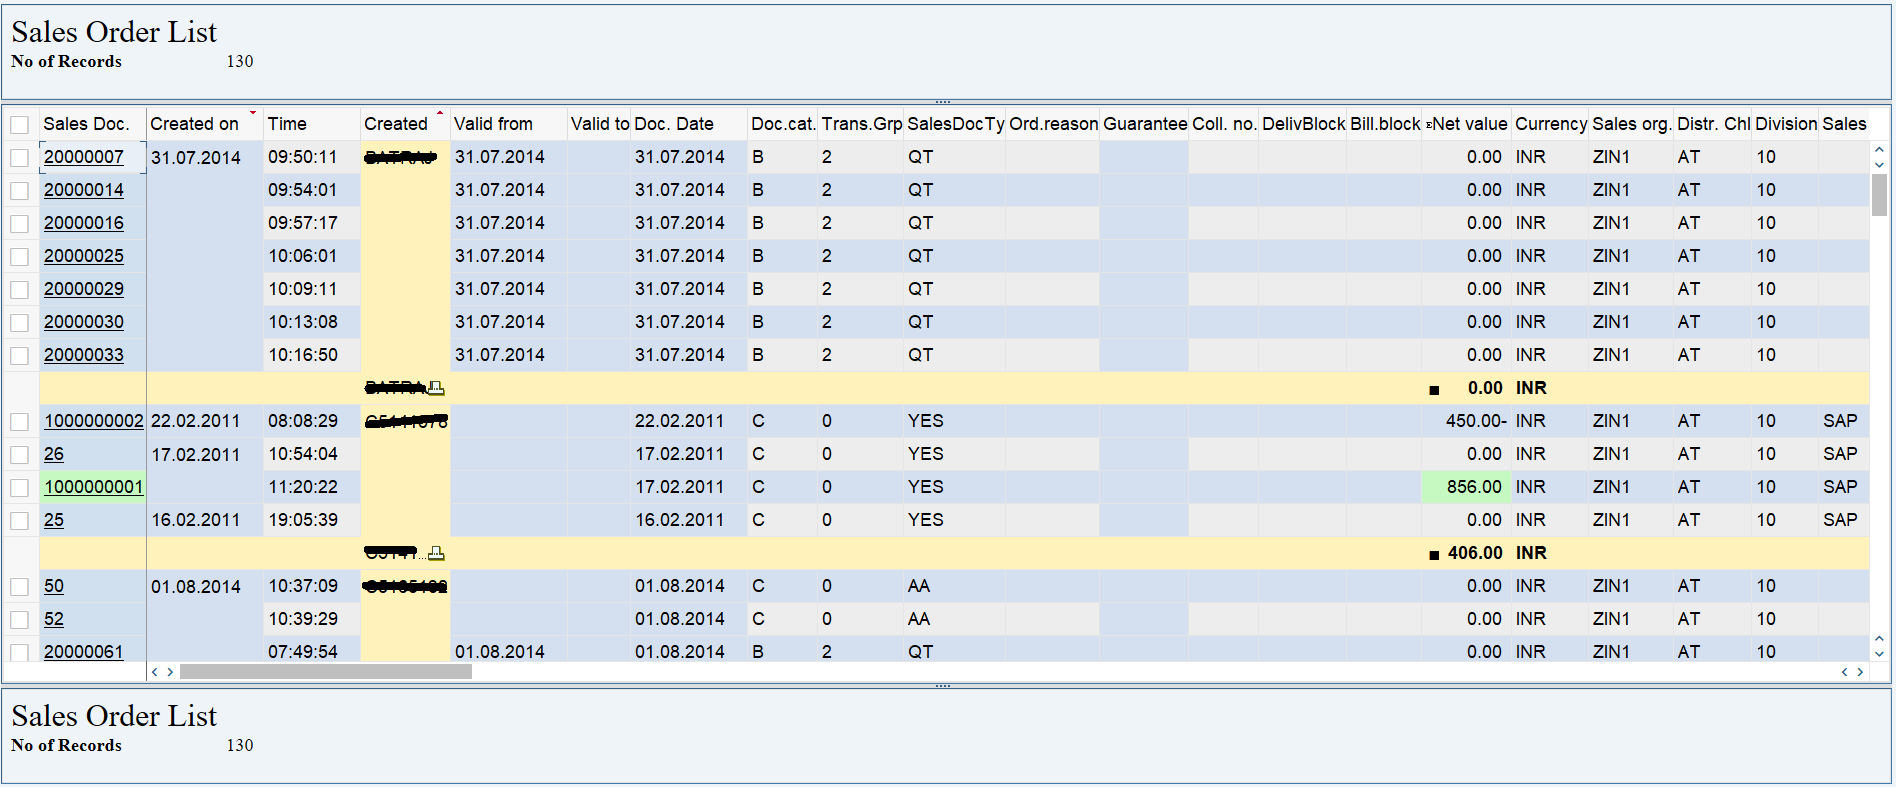 Sales Order List
No of Records 130
Sales Doc. Created on Time Created Valid from Valid to Doc. Date Doc.cat. Trans.Grp SalesDocTy Ord.reason Guarantee Coll. no. DelivBlock Bill.block ΣNet value Currency Sales org. Distr. Chl Division Sales
20000007 31.07.2014 09:50:11 31.07.2014 31.07.2014 B 2 QT 0.00 INR ZIN1 AT 10
20000014 09:54:01 31.07.2014 31.07.2014 B 2 QT 0.00 INR ZIN1 AT 10
20000016 09:57:17 31.07.2014 31.07.2014 B 2 QT 0.00 INR ZIN1 AT 10
20000025 10:06:01 31.07.2014 31.07.2014 B 2 QT 0.00 INR ZIN1 AT 10
20000029 10:09:11 31.07.2014 31.07.2014 B 2 QT 0.00 INR ZIN1 AT 10
20000030 10:13:08 31.07.2014 31.07.2014 B 2 QT 0.00 INR ZIN1 AT 10
20000033 10:16:50 31.07.2014 31.07.2014 B 2 QT 0.00 INR ZIN1 AT 10
0.00 INR
1000000002 22.02.2011 08:08:29 22.02.2011 C 0 YES 450.00- INR ZIN1 AT 10 SAP
26 17.02.2011 10:54:04 17.02.2011 C 0 YES 0.00 INR ZIN1 AT 10 SAP
1000000001 11:20:22 17.02.2011 C 0 YES 856.00 INR ZIN1 AT 10 SAP
25 16.02.2011 19:05:39 16.02.2011 C 0 YES 0.00 INR ZIN1 AT 10 SAP
406.00 INR
50 01.08.2014 10:37:09 01.08.2014 C 0 AA 0.00 INR ZIN1 AT 10
52 10:39:29 01.08.2014 C 0 AA 0.00 INR ZIN1 AT 10
20000061 07:49:54 01.08.2014 01.08.2014 B 2 QT 0.00 INR ZIN1 AT 10
Sales Order List
No of Records 130